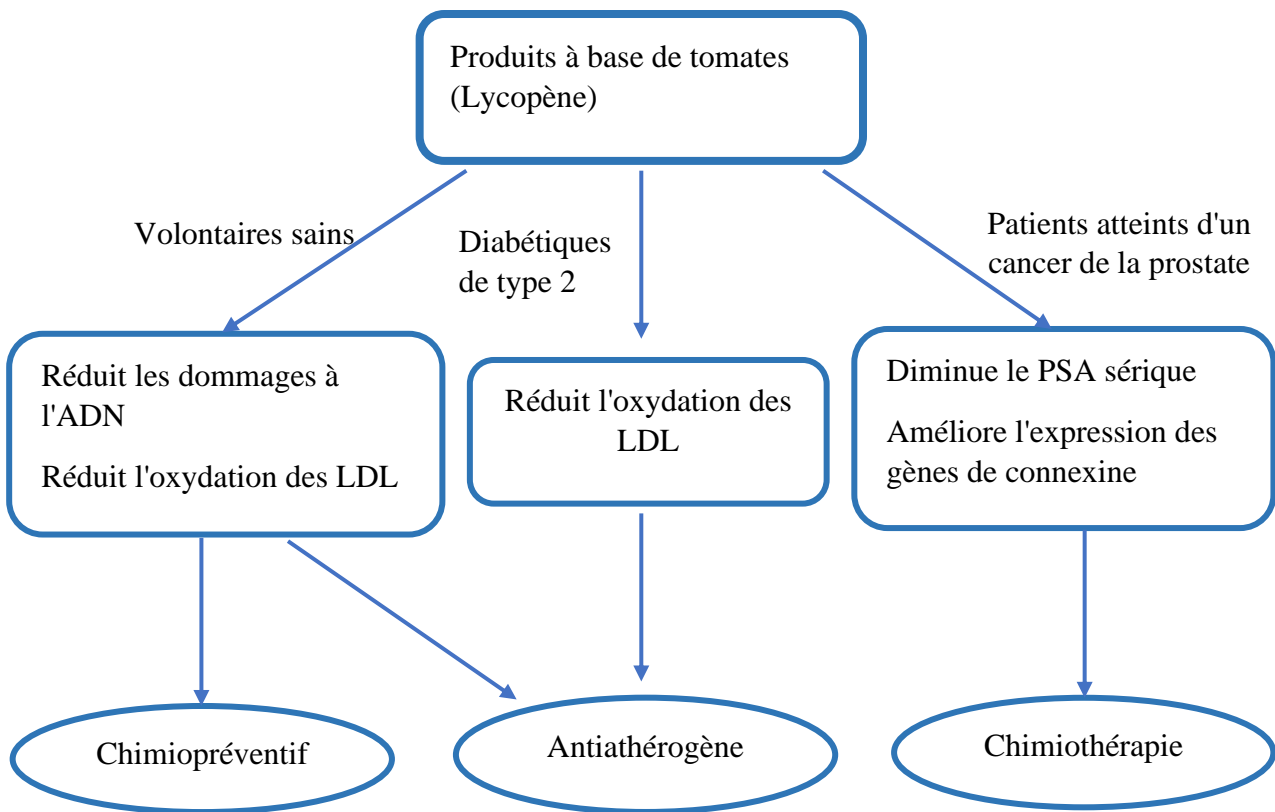 Produits à base de tomates
(Lycopène)
Volontaires sains
Diabétiques
de type 2
Patients atteints d'un
cancer de la prostate
Réduit les dommages à
l'ADN
Réduit l'oxydation des LDL
Réduit l'oxydation des
LDL
Diminue le PSA sérique
Améliore l'expression des
gènes de connexine
Chimiopréventif
Antiathérogène
Chimiothérapie